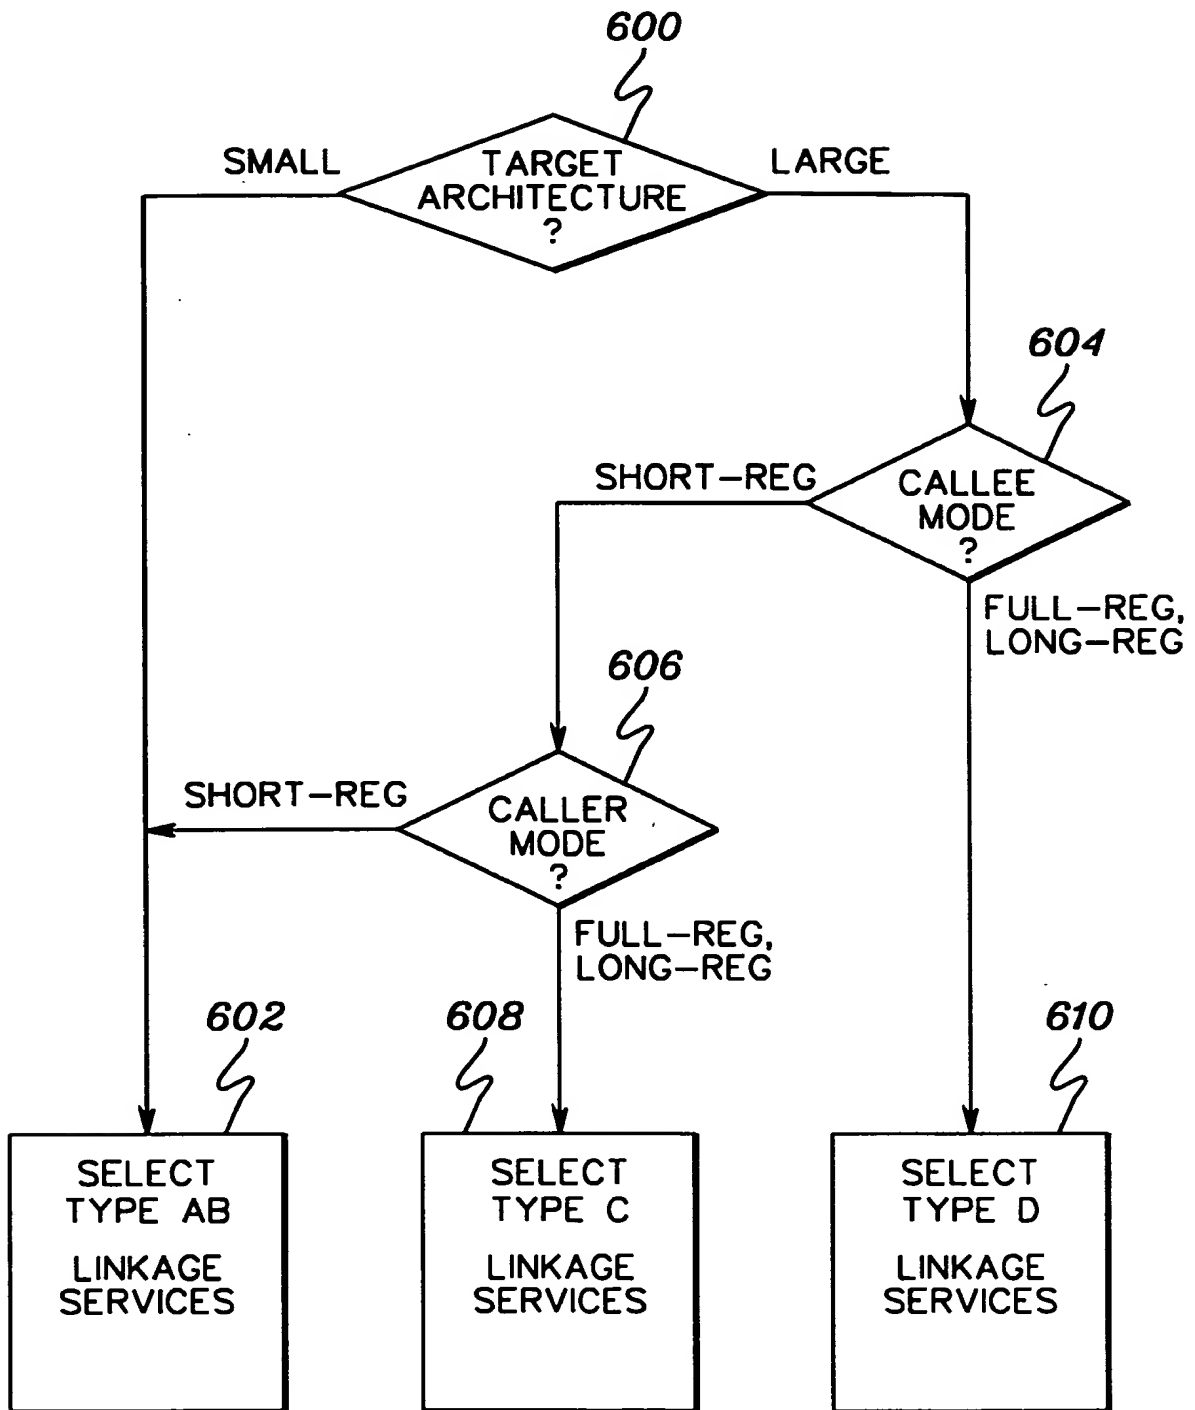 600
SMALL
TARGET
ARCHITECTURE
?
LARGE
604
SHORT-REG
CALLEE
MODE
?
FULL-REG,
LONG-REG
606
SHORT-REG
CALLER
MODE
?
FULL-REG,
LONG-REG
602
608
610
SELECT
TYPE AB
LINKAGE
SERVICES
SELECT
TYPE C
LINKAGE
SERVICES
SELECT
TYPE D
LINKAGE
SERVICES